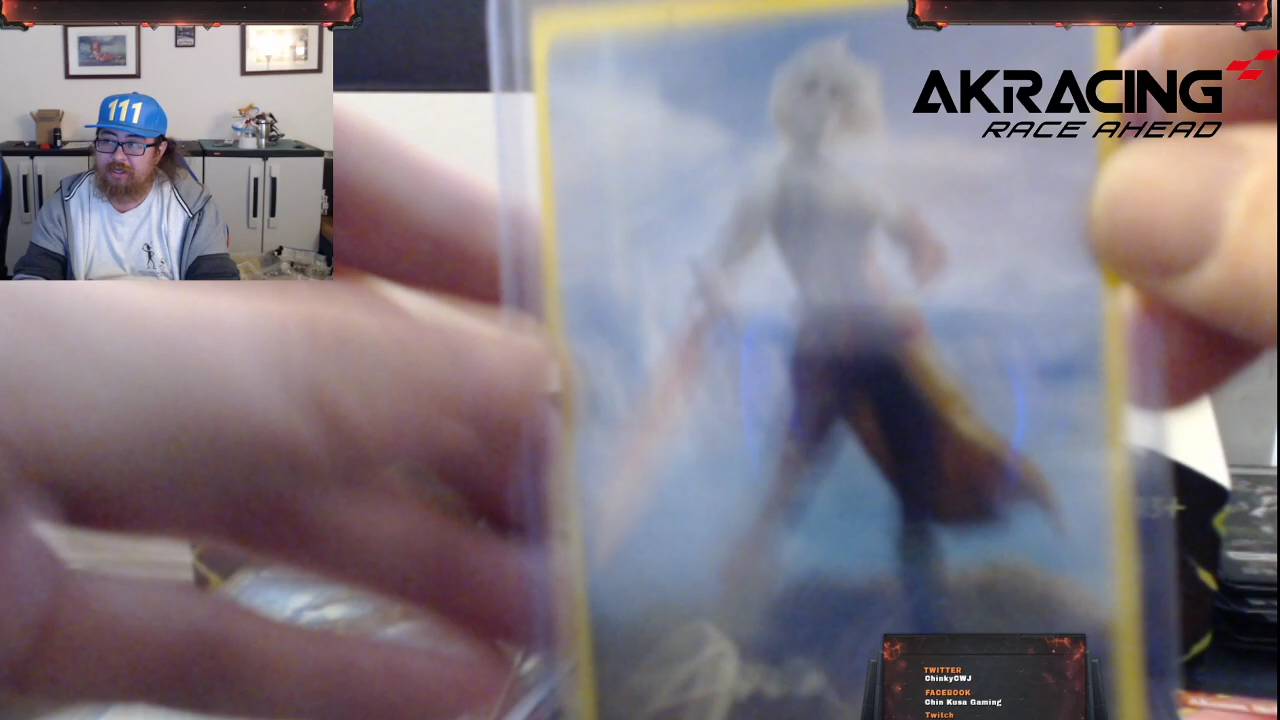 111
AKRACING
RACE AHEAD
TWITTER
ChinkyCWJ
FACEBOOK
Chin Kusa Gaming
Twitch